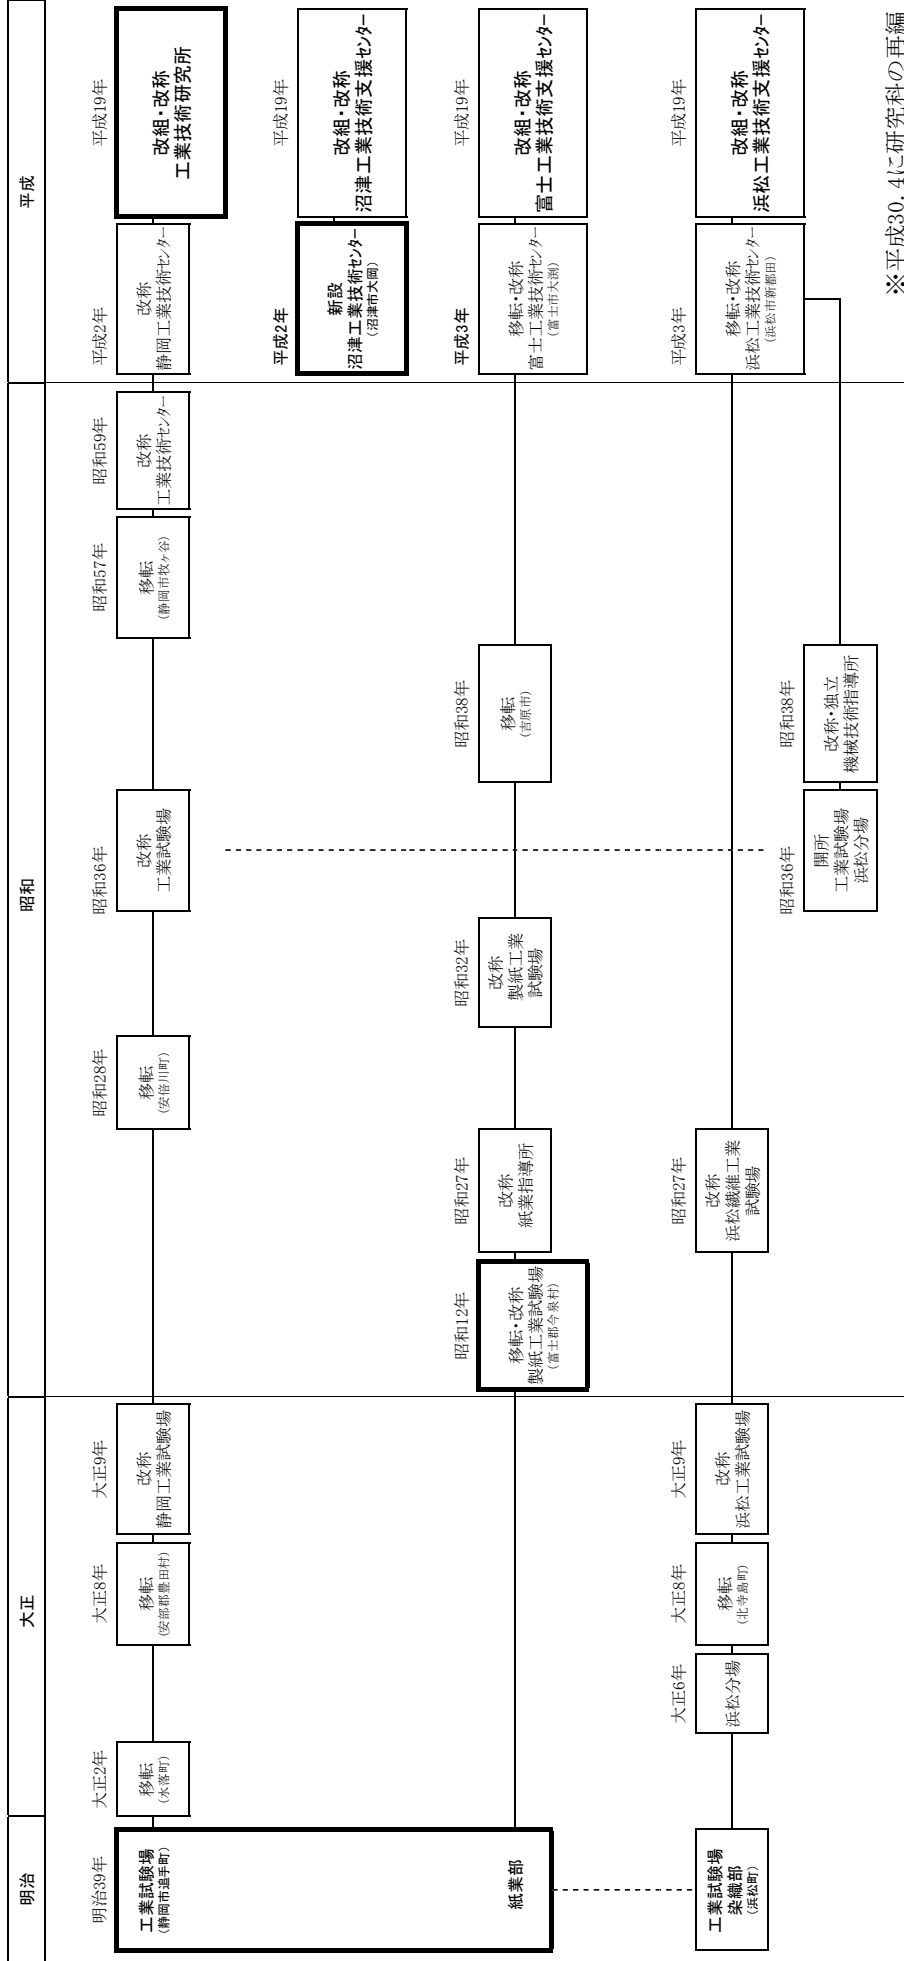 明治
大正
昭和
平成
明治39年
工業試験場
(静岡市追手町)
紙業部
大正2年
移転
(水落町)
大正8年
移転
(安部郡豊田村)
大正9年
改称
静岡工業試験場
昭和28年
移転
(安倍川町)
昭和36年
改称
工業試験場
昭和57年
移転
(静岡市牧ヶ谷)
昭和59年
改称
工業技術センター
平成2年
改称
静岡工業技術センター
平成19年
改組・改称
工業技術研究所
平成2年
新設
沼津工業技術センター
(沼津市大岡)
平成19年
改組・改称
沼津工業技術支援センター
昭和12年
移転・改称
製紙工業試験場
(富士郡今泉村)
昭和27年
改称
紙業指導所
昭和32年
改称
製紙工業
試験場
昭和38年
移転
(吉原市)
平成3年
移転・改称
富士工業技術センター
(富士市大渕)
平成19年
改組・改称
富士工業技術支援センター
工業試験場
染織部
(浜松町)
大正6年
浜松分場
大正8年
移転
(北寺島町)
大正9年
改称
浜松工業試験場
昭和27年
改称
浜松繊維工業
試験場
平成3年
移転・改称
浜松工業技術センター
(浜松市新都田)
平成19年
改組・改称
浜松工業技術支援センター
昭和36年
開所
工業試験場
浜松分場
昭和38年
改称・独立
機械技術指導所
※平成30.4に研究科の再編